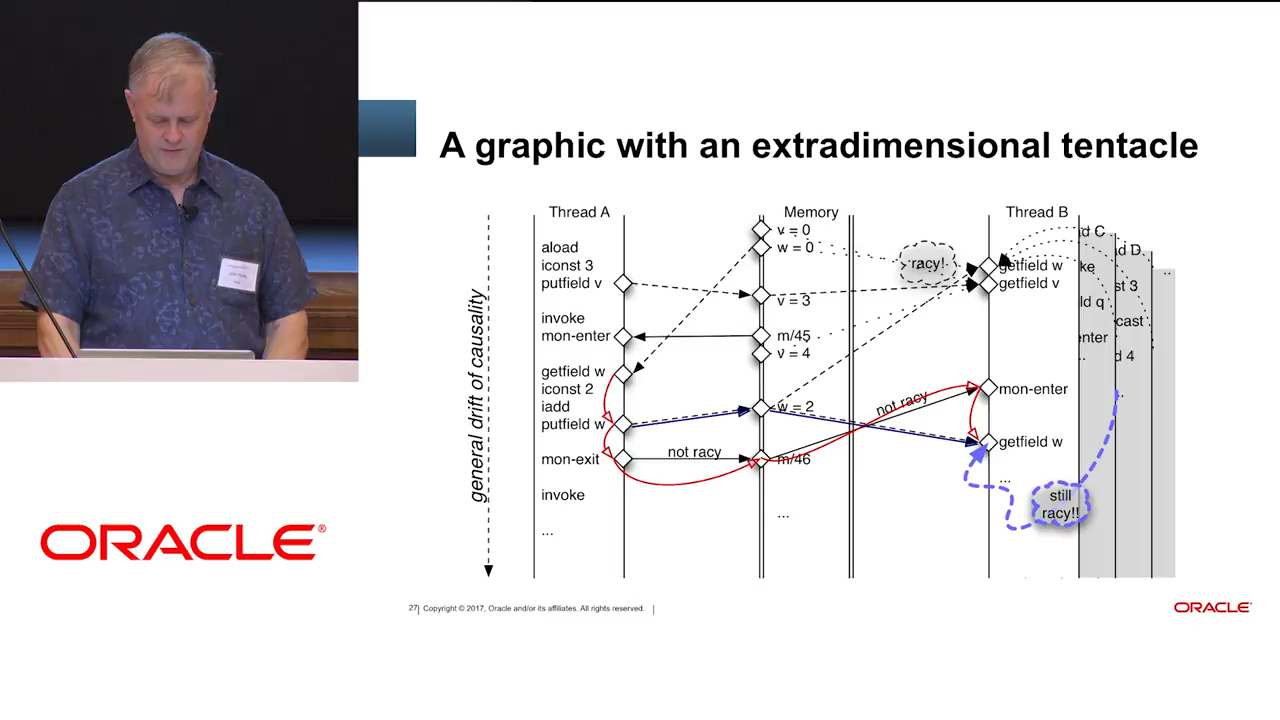 A graphic with an extradimensional tentacle
general drift of causality
Thread A
aload
iconst 3
putfield v
invoke
mon-enter
getfield w
iconst 2
iadd
putfield w
mon-exit
invoke
...
not racy
Memory
v = 0
w = 0
v = 3
m/45
v = 4
w = 2
m/46
...
racy!
not racy
Thread B
getfield w
getfield v
mon-enter
getfield w
...
still
racy!!
d C
ke
ld q
enter
..
d D
st 3
cast
d 4
..
..
ORACLE®
27| Copyright © 2017, Oracle and/or its affiliates. All rights reserved. |
ORACLE®